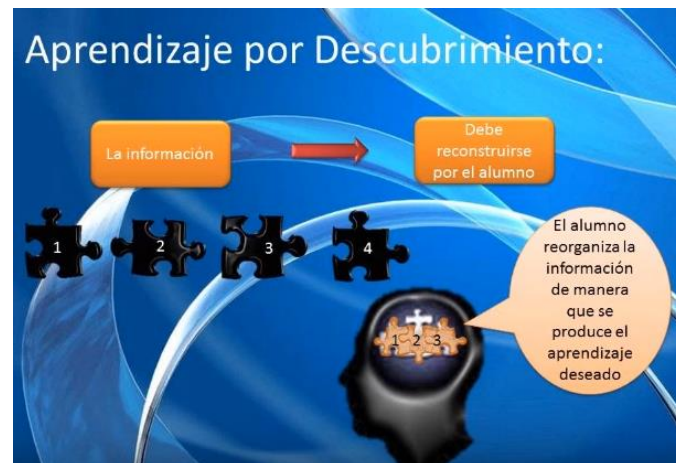 Aprendizaje por Descubrimiento:
La información
Debe
reconstruirse
por el alumno
1
2
3
4
El alumno
reorganiza la
información
de manera
que se
produce el
aprendizaje
deseado
1 2 3